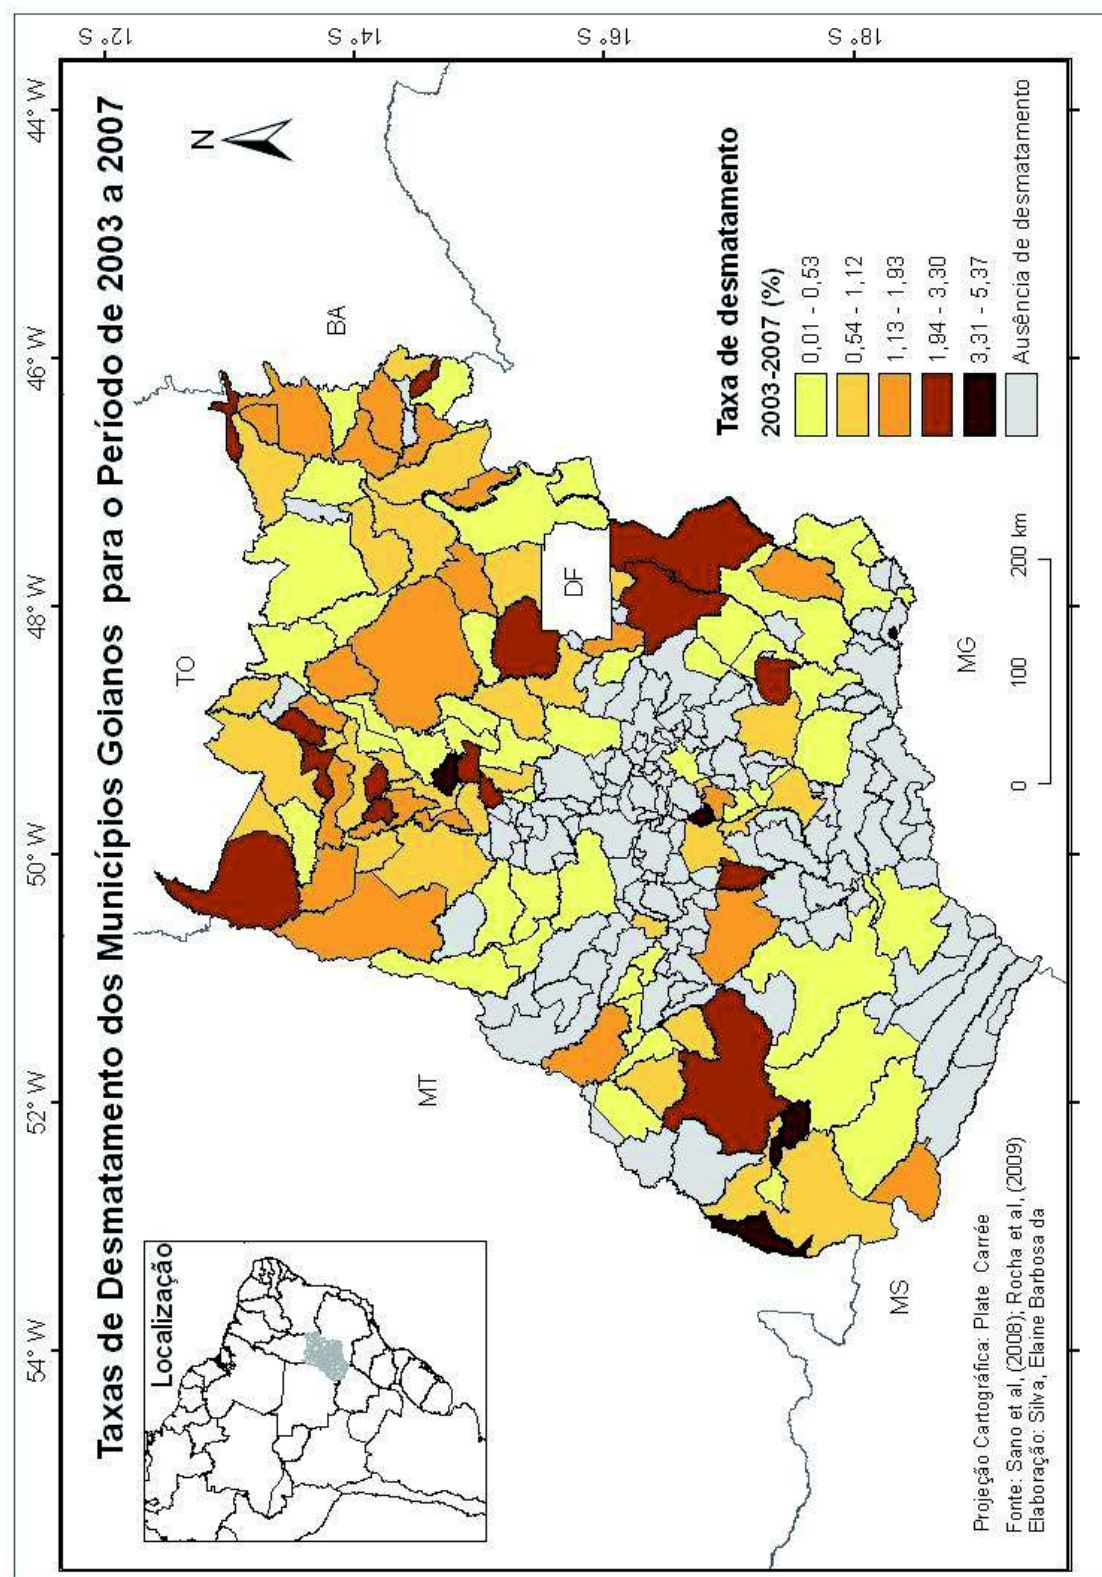 Taxas de Desmatamento dos Municípios Goianos para o Período de 2003 a 2007
54° W
52° W
50° W
48° W
46° W
44° W
12° S
14° S
16° S
18° S
Localização
N
TO
BA
MT
DF
MG
MS
Taxa de desmatamento
2003-2007 (%)
0,01 - 0,53
0,54 - 1,12
1,13 - 1,93
1,94 - 3,30
3,31 - 5,37
Ausência de desmatamento
0 100 200 km
Projeção Cartográfica: Plate Carrée
Fonte: Sano et al, (2008); Rocha et al, (2009)
Elaboração: Silva, Elaine Barbosa da